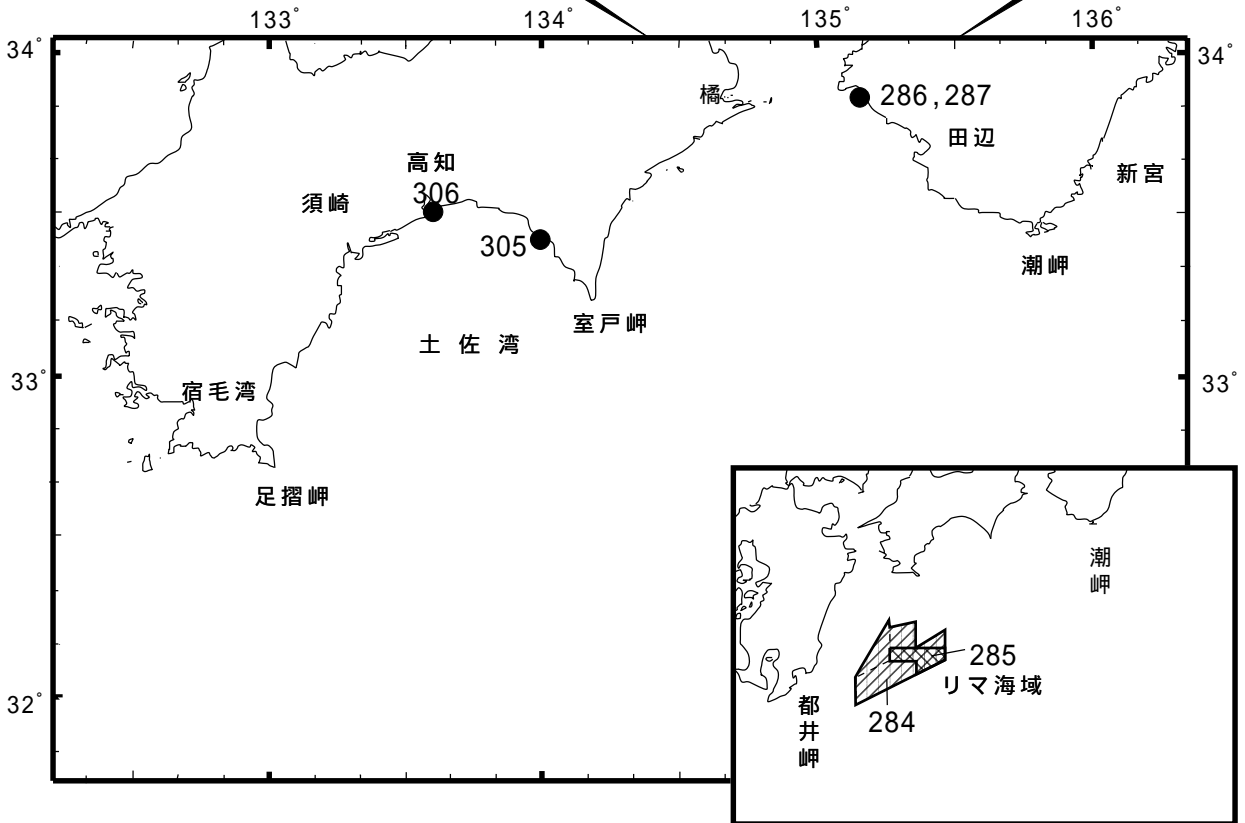 133°
134°
135°
136°
34°
34°
橘
286,287
田辺
高知
新宮
306
須崎
305
潮岬
室戸岬
土佐湾
33°
33°
宿毛湾
足摺岬
潮岬
285
リマ海域
32°
都井岬
284